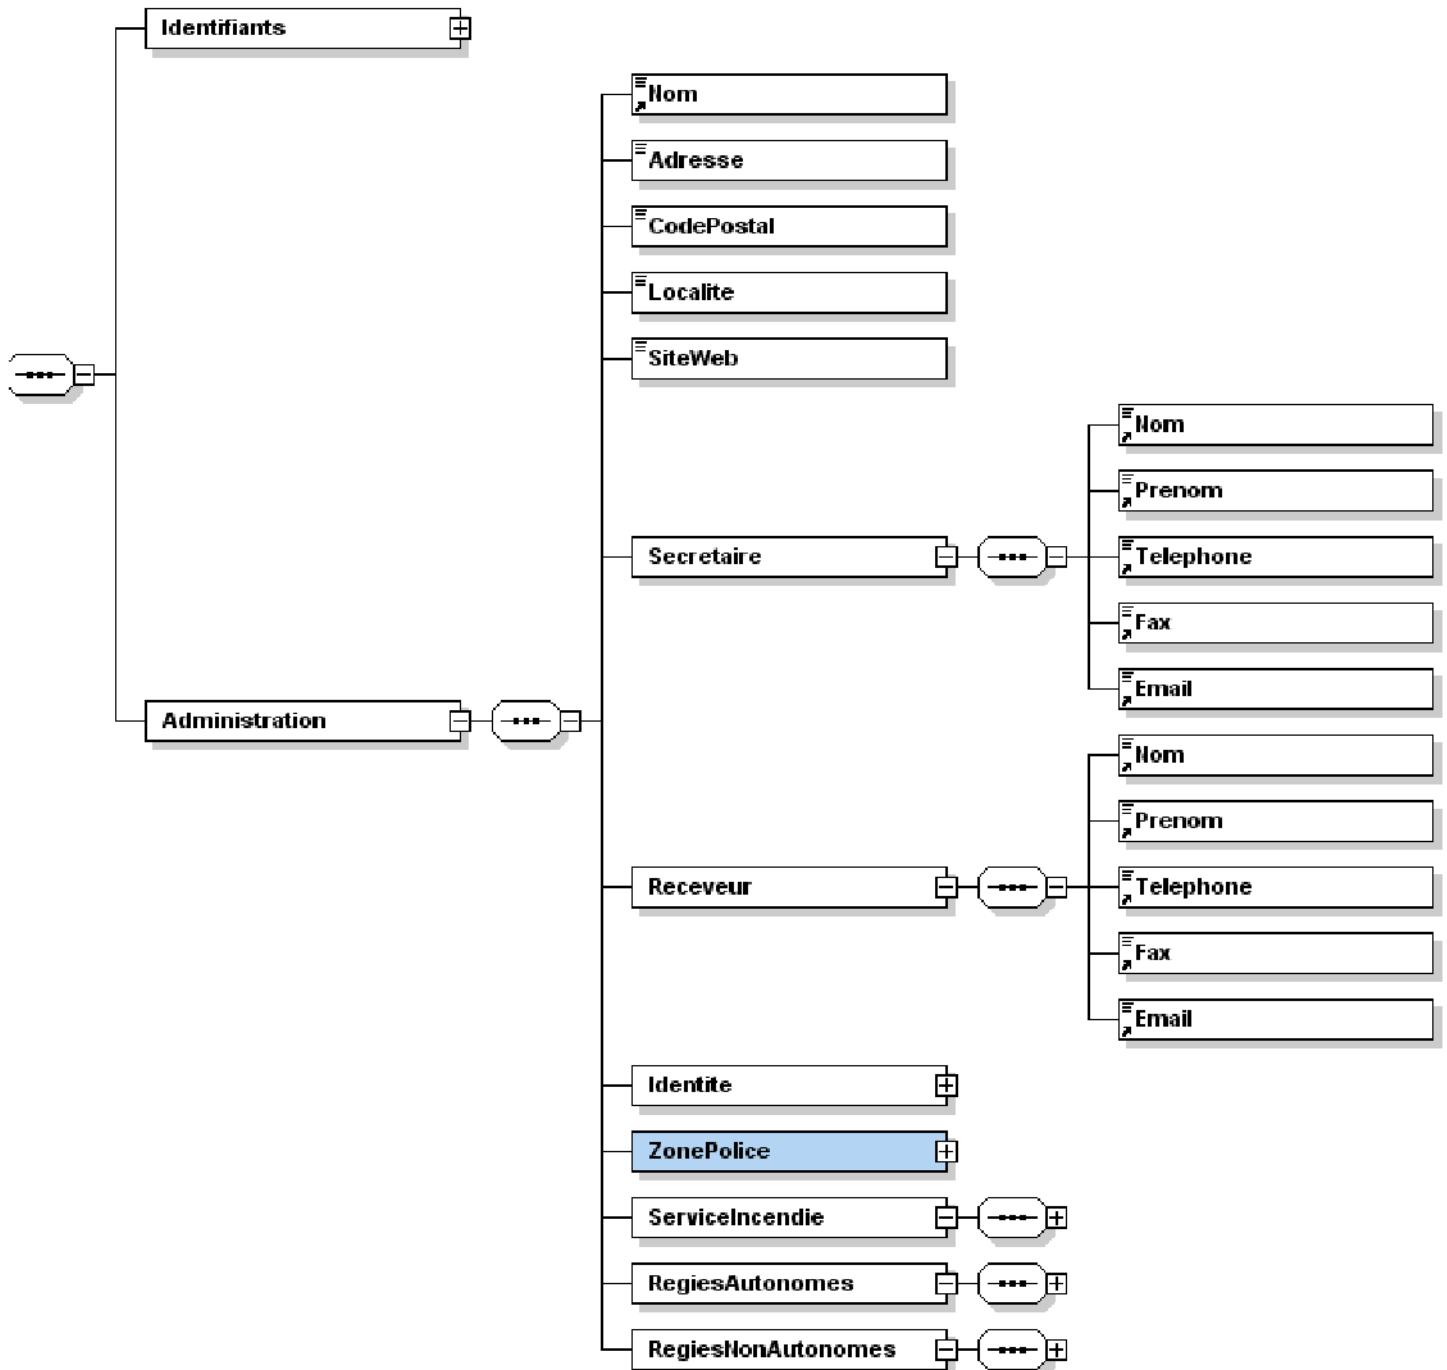 Identifiants
Nom
Adresse
CodePostal
Localite
SiteWeb
Nom
Prenom
Secretaire
Telephone
Fax
Email
Administration
Nom
Prenom
Receveur
Telephone
Fax
Email
Identite
ZonePolice
ServiceIncendie
RegiesAutonomes
RegiesNonAutonomes